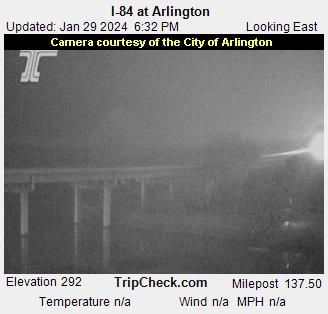 I-84 at Arlington
Updated: Jan 29 2024 6:32 PM Looking East
Camera courtesy of the City of Arlington
Elevation 292 TripCheck.com Milepost 137.50
Temperature n/a Wind n/a MPH n/a